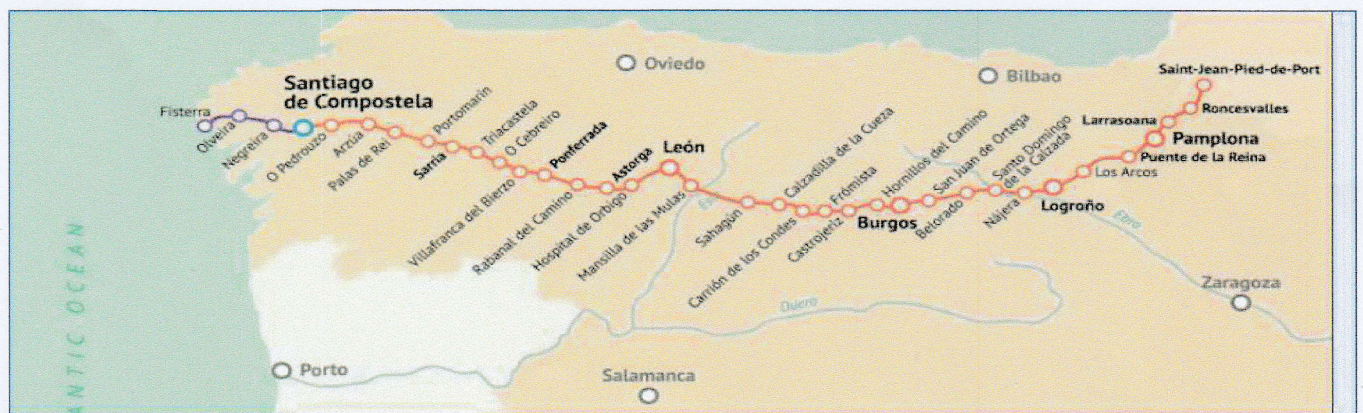 Oviedo
Bilbao
Saint-Jean-Pied-de-Port
Santiago
de Compostela
Fisterra
Olveira
Negreira
O Pedrouzo
Arzúa
Palas de Rei
Portomarín
Sarria
Triacastela
O Cebreiro
Villafranca del Bierzo
Ponferrada
Rabanal del Camino
Astorga
Hospital de Orbigo
León
Mansilla de las Mulas
Sahagún
Calzadilla de la Cueza
Carrión de los Condes
Frómista
Castrojeriz
Hornillos del Camino
Burgos
San Juan de Ortega
Belorado
Santo Domingo
de la Calzada
Nájera
Logroño
Los Arcos
Puente de la Reina
Pamplona
Larrasoana
Roncesvalles
Ebro
Duero
Zaragoza
Porto
Salamanca
ANTIC OCEAN